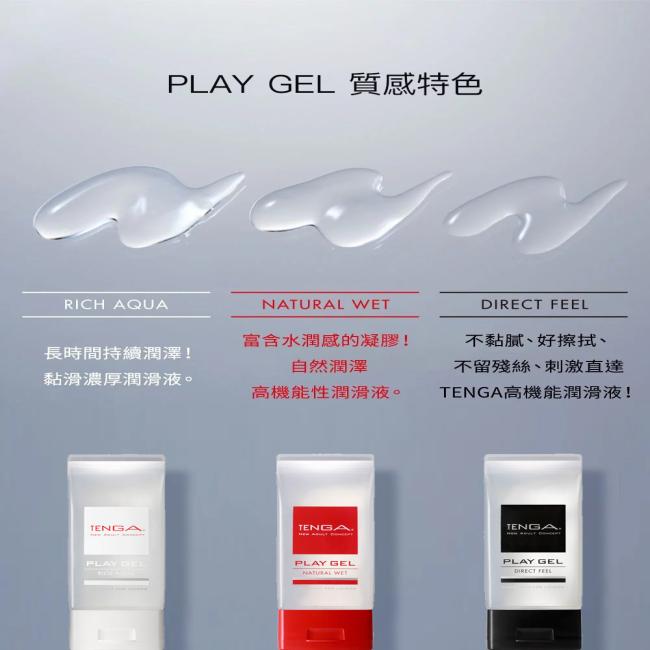 PLAY GEL 質感特色
RICH AQUA
長時間持續潤澤！
黏滑濃厚潤滑液。
NATURAL WET
富含水潤感的凝膠！
自然潤澤
高機能性潤滑液。
DIRECT FEEL
不黏膩、好擦拭、
不留殘絲、刺激直達
TENGA高機能潤滑液！
TENGA.
NEW ADULT CONCEPT
PLAY GEL
RICH AQUA
TENGA.
NEW ADULT CONCEPT
PLAY GEL
NATURAL WET
TENGA.
NEW ADULT CONCEPT
PLAY GEL
DIRECT FEEL